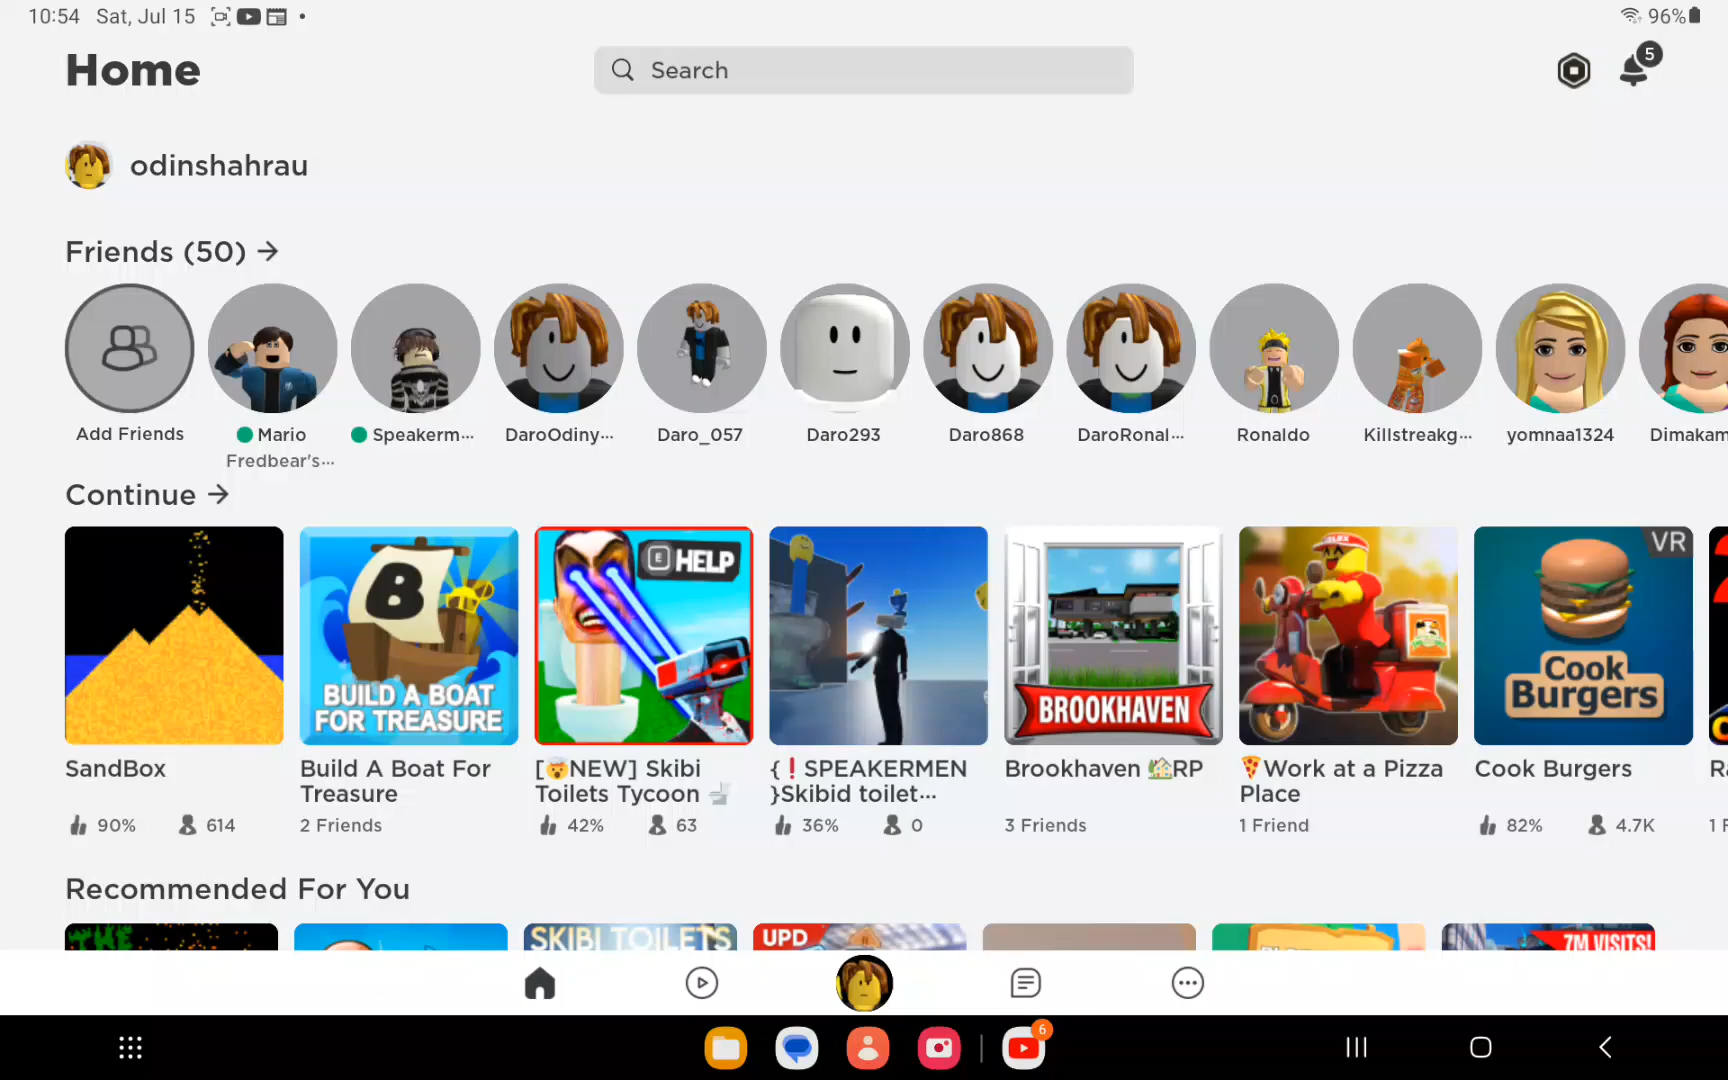 10:54 Sat, Jul 15
96%
Home
Search
5
odinshahrau
Friends (50)
Add Friends
Mario
Fredbear's...
Speakerm...
DaroOdiny...
Daro_057
Daro293
Daro868
DaroRonal...
Ronaldo
Killstreakg...
yomnaa1324
Dimakam
Continue
B
BUILD A BOAT
FOR TREASURE
E HELP
BROOKHAVEN
VR
Cook
Burgers
SandBox
90% 614
Build A Boat For
Treasure
2 Friends
[🤯NEW] Skibi
Toilets Tycoon 🚽
42% 63
{❗SPEAKERMEN
}Skibid toilet...
36% 0
Brookhaven 🏡RP
3 Friends
🍕Work at a Pizza
Place
1 Friend
Cook Burgers
82% 4.7K
Ra
1 F
Recommended For You
THE
SKIBI TOILETS
UPD
7M VISITS!
6